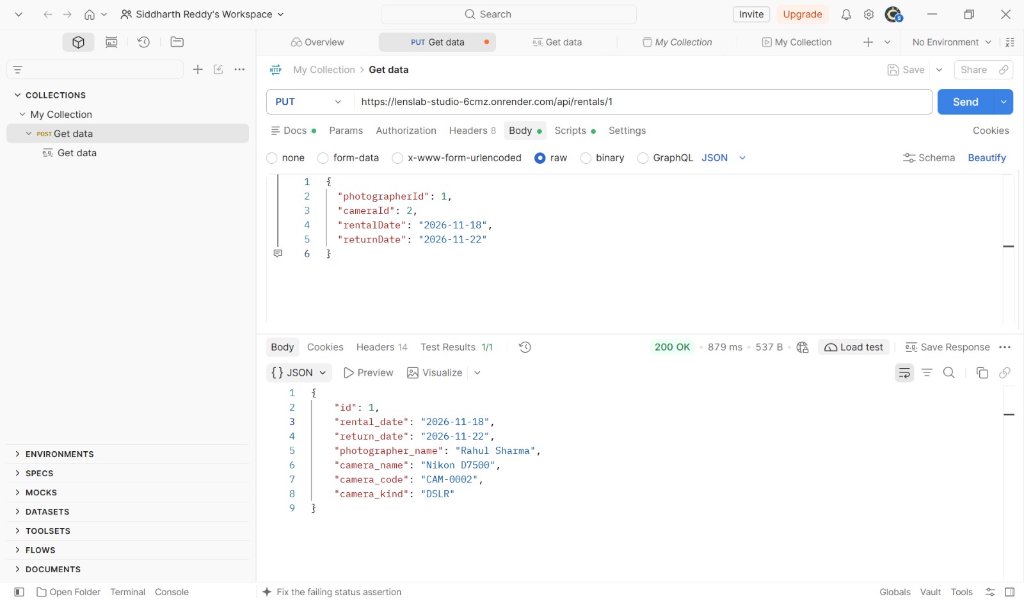 Siddharth Reddy's Workspace
Search
Invite
Upgrade
Overview
PUT Get data
e.g. Get data
My Collection
My Collection
No Environment
HTTP My Collection > Get data
Save
Share
COLLECTIONS
My Collection
POST Get data
e.g. Get data
PUT
https://lenslab-studio-6cmz.onrender.com/api/rentals/1
Send
Docs Params Authorization Headers 8 Body Scripts Settings
Cookies
none form-data x-www-form-urlencoded raw binary GraphQL JSON
Schema Beautify
1 {
2 "photographerId": 1,
3 "cameraId": 2,
4 "rentalDate": "2026-11-18",
5 "returnDate": "2026-11-22"
6 }
Body Cookies Headers 14 Test Results 1/1
200 OK • 879 ms • 537 B •
Load test
e.g. Save Response
{} JSON
Preview
Visualize
1 {
2 "id": 1,
3 "rental_date": "2026-11-18",
4 "return_date": "2026-11-22",
5 "photographer_name": "Rahul Sharma",
6 "camera_name": "Nikon D7500",
7 "camera_code": "CAM-0002",
8 "camera_kind": "DSLR"
9 }
ENVIRONMENTS
SPECS
MOCKS
DATASETS
TOOLSETS
FLOWS
DOCUMENTS
Open Folder Terminal Console
Fix the failing status assertion
Globals Vault Tools